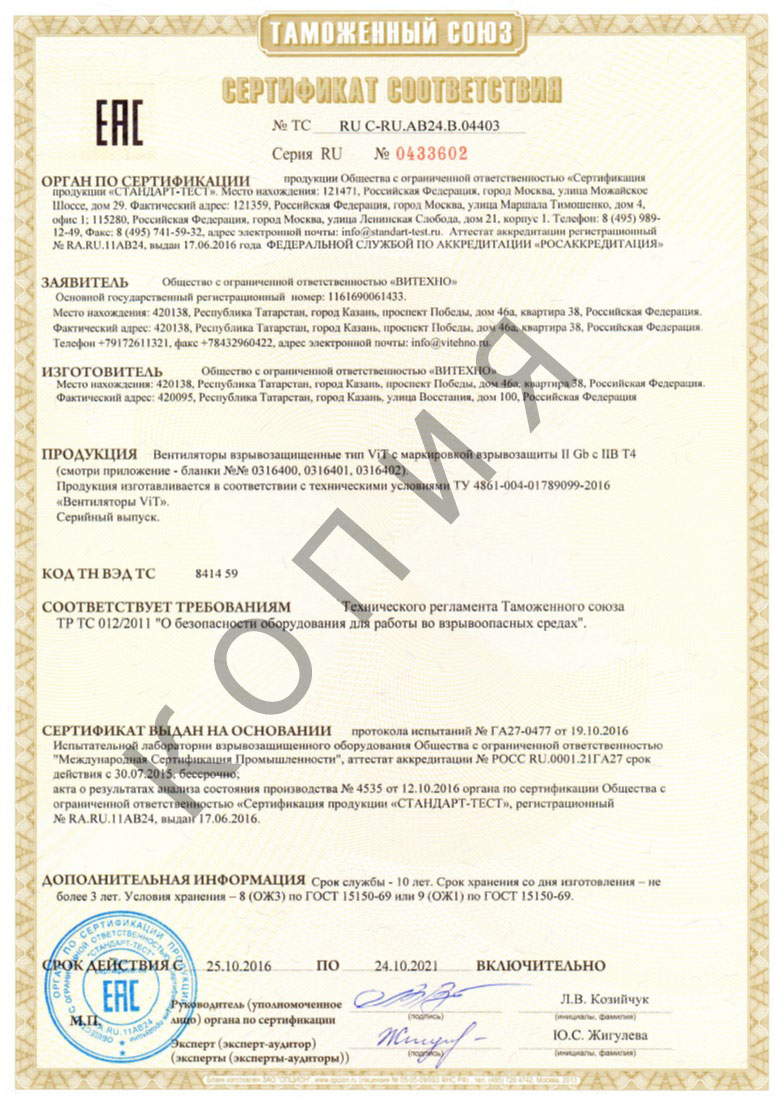 ТАМОЖЕННЫЙ СОЮЗ
СЕРТИФИКАТ СООТВЕТСТВИЯ
ЕАС
№ ТС RU C-RU.АВ24.В.04403
Серия RU № 0433602
ОРГАН ПО СЕРТИФИКАЦИИ продукции Общества с ограниченной ответственностью «Сертификация
продукции «СТАНДАРТ-ТЕСТ». Место нахождения: 121471, Российская Федерация, город Москва, улица Можайское
Шоссе, дом 29. Фактический адрес: 121359, Российская Федерация, город Москва, улица Маршала Тимошенко, дом 4,
офис 1; 115280, Российская Федерация, город Москва, улица Ленинская Слобода, дом 21, корпус 1. Телефон: 8 (495) 989-
12-49, Факс: 8 (495) 741-59-32, адрес электронной почты: info@standart-test.ru. Аттестат аккредитации регистрационный
№ RA.RU.11АВ24, выдан 17.06.2016 года ФЕДЕРАЛЬНОЙ СЛУЖБОЙ ПО АККРЕДИТАЦИИ «РОСАККРЕДИТАЦИЯ»
ЗАЯВИТЕЛЬ Общество с ограниченной ответственностью «ВИТЕХНО»
Основной государственный регистрационный номер: 1161690061433.
Место нахождения: 420138, Республика Татарстан, город Казань, проспект Победы, дом 46а, квартира 38, Российская Федерация.
Фактический адрес: 420138, Республика Татарстан, город Казань, проспект Победы, дом 46а, квартира 38, Российская Федерация.
Телефон +79172611321, факс +78432960422, адрес электронной почты: info@vitehno.ru
ИЗГОТОВИТЕЛЬ Общество с ограниченной ответственностью «ВИТЕХНО»
Место нахождения: 420138, Республика Татарстан, город Казань, проспект Победы, дом 46а, квартира 38, Российская Федерация.
Фактический адрес: 420095, Республика Татарстан, город Казань, улица Восстания, дом 100, Российская Федерация
ПРОДУКЦИЯ Вентиляторы взрывозащищенные тип ViT с маркировкой взрывозащиты II Gb c IIB T4
(смотри приложение - бланки №№ 0316400, 0316401, 0316402).
Продукция изготавливается в соответствии с техническими условиями ТУ 4861-004-01789099-2016
«Вентиляторы ViT».
Серийный выпуск.
КОД ТН ВЭД ТС 8414 59
СООТВЕТСТВУЕТ ТРЕБОВАНИЯМ Технического регламента Таможенного союза
ТР ТС 012/2011 "О безопасности оборудования для работы во взрывоопасных средах".
СЕРТИФИКАТ ВЫДАН НА ОСНОВАНИИ протокола испытаний № ГА27-0477 от 19.10.2016
Испытательной лаборатории взрывозащищенного оборудования Общества с ограниченной ответственностью
"Международная Сертификация Промышленности", аттестат аккредитации № РОСС RU.0001.21ГА27 срок
действия с 30.07.2015, бессрочно;
акта о результатах анализа состояния производства № 4535 от 12.10.2016 органа по сертификации Общества с
ограниченной ответственностью «Сертификация продукции «СТАНДАРТ-ТЕСТ», регистрационный
№ RA.RU.11АВ24, выдан 17.06.2016.
ДОПОЛНИТЕЛЬНАЯ ИНФОРМАЦИЯ Срок службы - 10 лет. Срок хранения со дня изготовления – не
более 3 лет. Условия хранения – 8 (ОЖ3) по ГОСТ 15150-69 или 9 (ОЖ1) по ГОСТ 15150-69.
СРОК ДЕЙСТВИЯ С 25.10.2016 ПО 24.10.2021 ВКЛЮЧИТЕЛЬНО
М.П.
Руководитель (уполномоченное
лицо) органа по сертификации
(подпись)
Л.В. Козийчук
(инициалы, фамилия)
Эксперт (эксперт-аудитор)
(эксперты (эксперты-аудиторы))
(подпись)
Ю.С. Жигулева
(инициалы, фамилия)
ОРГАН ПО СЕРТИФИКАЦИИ ПРОДУКЦИИ
"СТАНДАРТ-ТЕСТ"
ЕАС
RA.RU.11АВ24
КОПИЯ